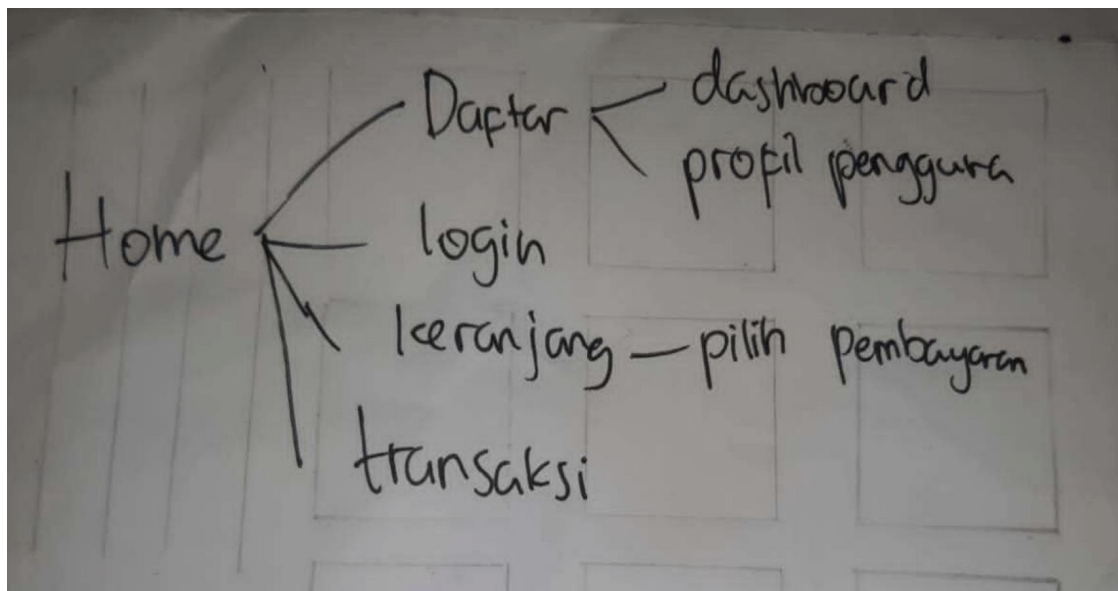 Daftar
dashboard
profil pengguna
Home
login
keranjang — pilih pembayaran
transaksi